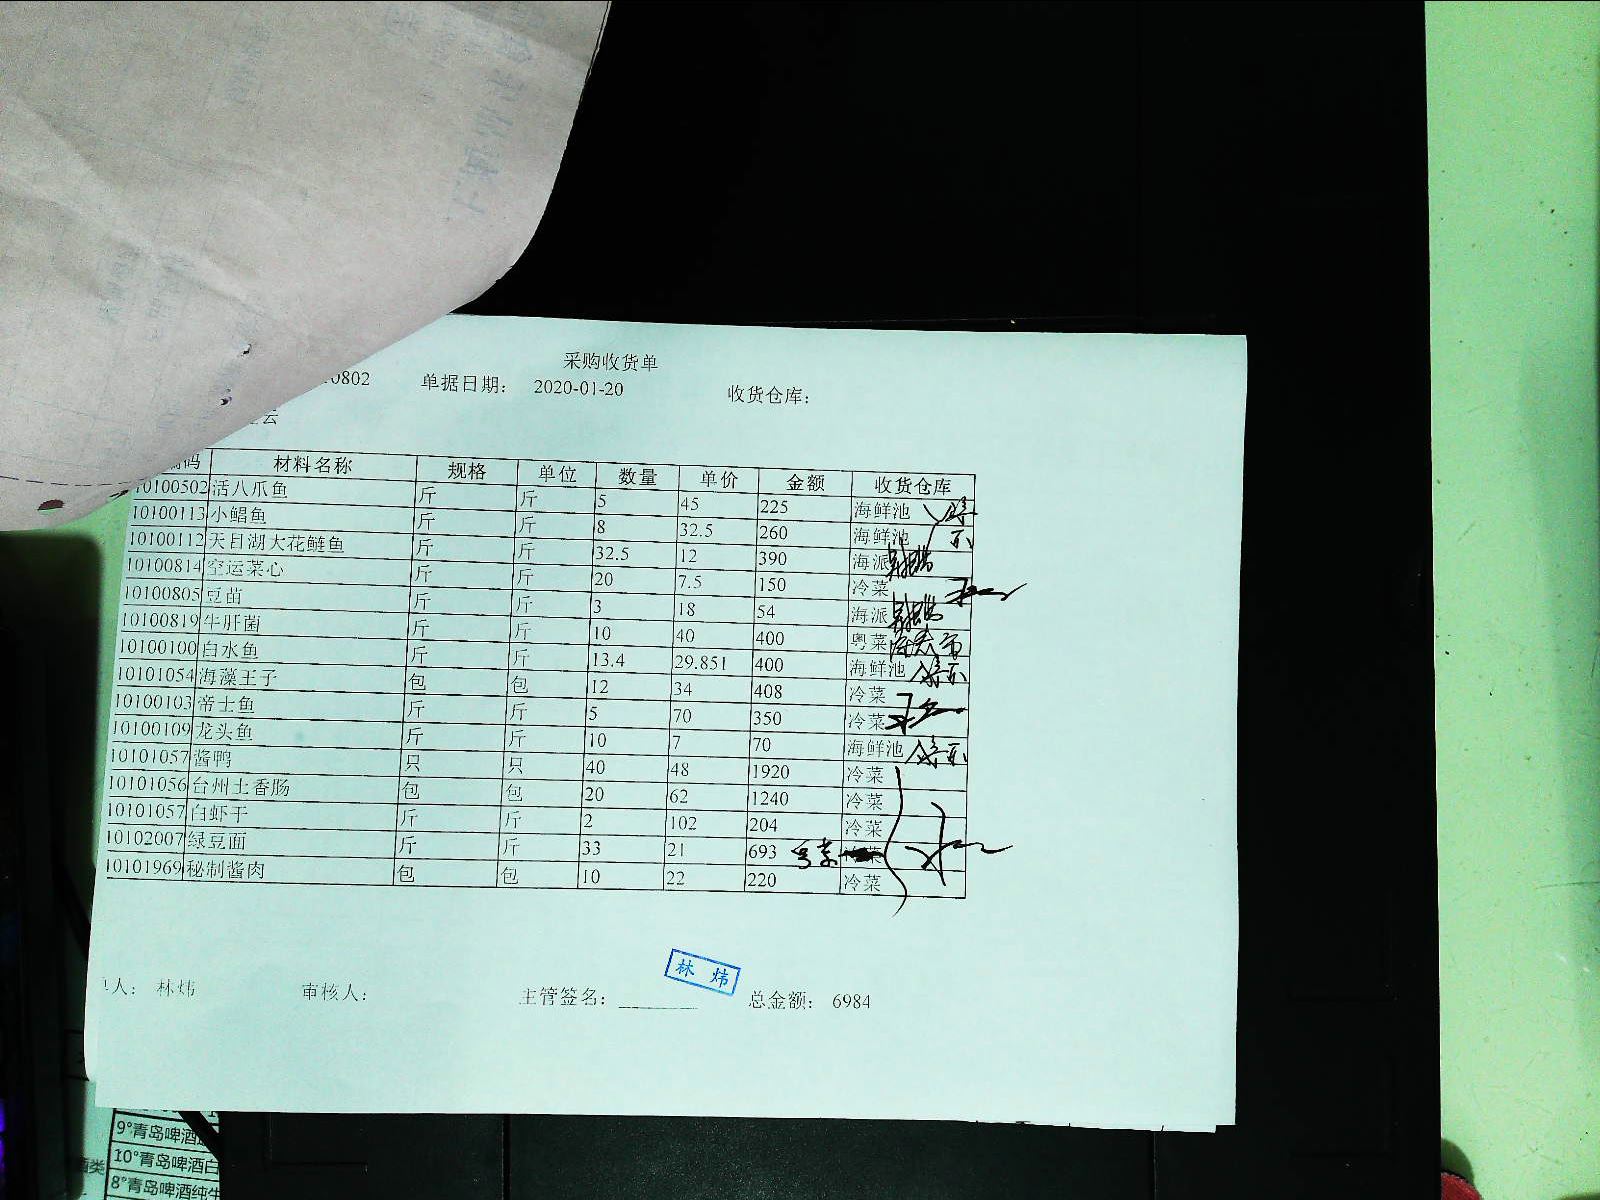 采购收货单
0802 单据日期： 2020-01-20 收货仓库：
云
编码 材料名称 规格 单位 数量 单价 金额 收货仓库
10100502 活八爪鱼 斤 斤 5 45 225 海鲜池
10100113 小鲳鱼 斤 斤 8 32.5 260 海鲜池
10100112 天目湖大花鲢鱼 斤 斤 32.5 12 390 海派
10100814 空运菜心 斤 斤 20 7.5 150 冷菜
10100805 豆苗 斤 斤 3 18 54 海派
10100819 牛肝菌 斤 斤 10 40 400 粤菜
10100100 白水鱼 斤 斤 13.4 29.851 400 海鲜池
10101054 海藻王子 包 包 12 34 408 冷菜
10100103 帝士鱼 斤 斤 5 70 350 冷菜
10100109 龙头鱼 斤 斤 10 7 70 海鲜池
10101057 酱鸭 只 只 40 48 1920 冷菜
10101056 台州土香肠 包 包 20 62 1240 冷菜
10101057 白虾干 斤 斤 2 102 204 冷菜
10102007 绿豆面 斤 斤 33 21 693
10101969 秘制酱肉 包 包 10 22 220 冷菜
林炜
人： 林炜 审核人： 主管签名： 总金额： 6984
9°青岛啤酒
酒类
10°青岛啤酒白
8°青岛啤酒纯生